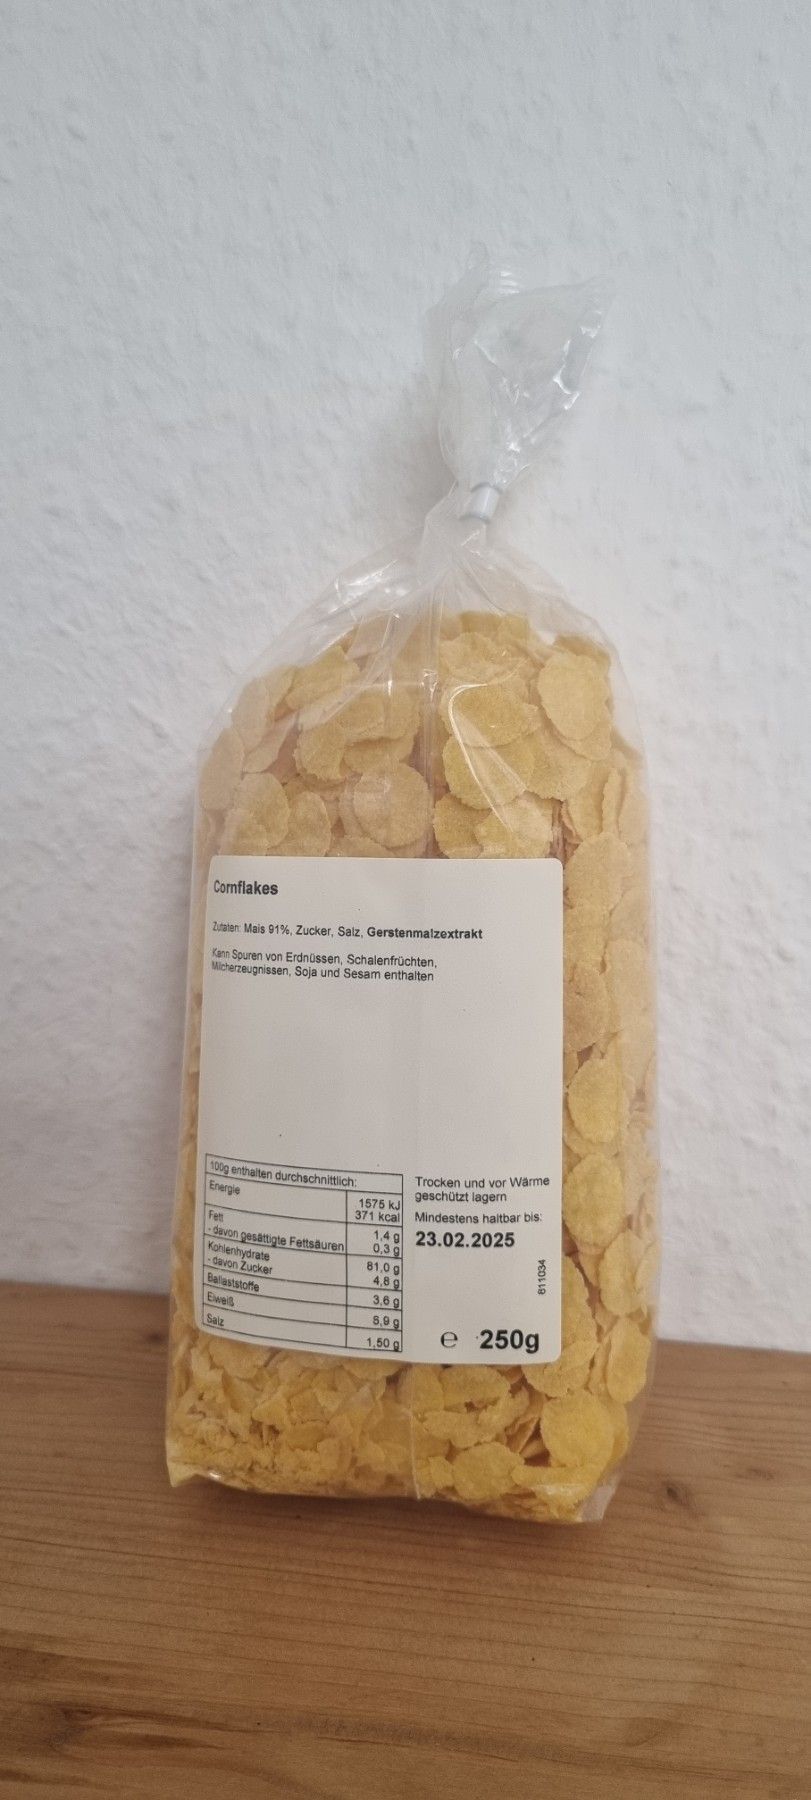 Cornflakes
Zutaten: Mais 91%, Zucker, Salz, Gerstenmalzextrakt
Kann Spuren von Erdnüssen, Schalenfrüchten,
Milcherzeugnissen, Soja und Sesam enthalten
100g enthalten durchschnittlich:
Energie
1575 kJ
371 kcal
Fett 1,4 g
- davon gesättigte Fettsäuren 0,3 g
Kohlenhydrate 81,0 g
- davon Zucker 4,8 g
Ballaststoffe 3,6 g
Eiweiß 8,9 g
Salz 1,50 g
Trocken und vor Wärme
geschützt lagern
Mindestens haltbar bis:
23.02.2025
811034
e 250g